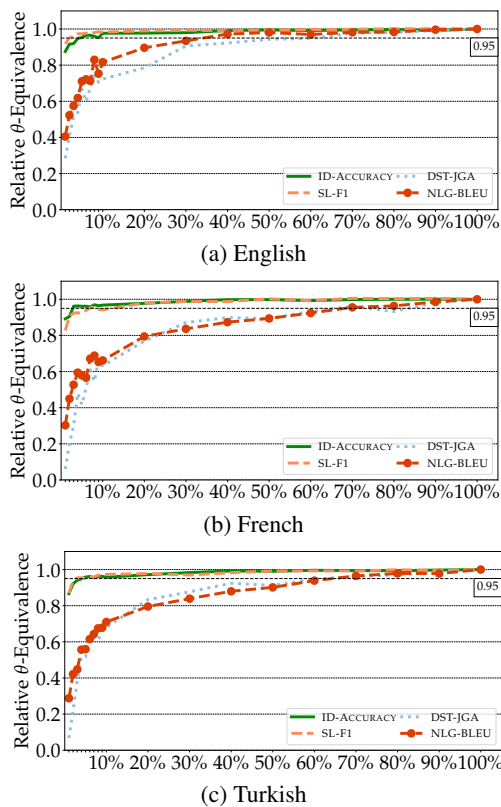 Relative θ-Equivalence
1.0
0.8
0.6
0.4
0.2
0.0
0.95
ID-ACCURACY
SL-F1
DST-JGA
NLG-BLEU
10% 20% 30% 40% 50% 60% 70% 80% 90% 100%
(a) English
Relative θ-Equivalence
1.0
0.8
0.6
0.4
0.2
0.0
0.95
ID-ACCURACY
SL-F1
DST-JGA
NLG-BLEU
10% 20% 30% 40% 50% 60% 70% 80% 90% 100%
(b) French
Relative θ-Equivalence
1.0
0.8
0.6
0.4
0.2
0.0
0.95
ID-ACCURACY
SL-F1
DST-JGA
NLG-BLEU
10% 20% 30% 40% 50% 60% 70% 80% 90% 100%
(c) Turkish